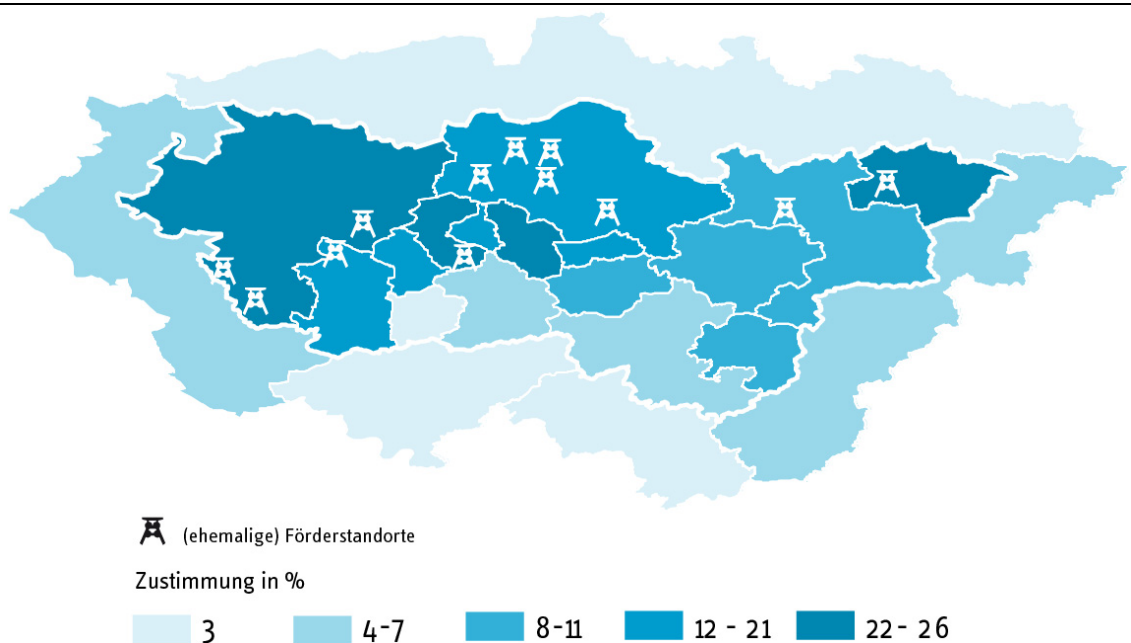 (ehemalige) Förderstandorte
Zustimmung in %
3 4-7 8-11 12 - 21 22 - 26